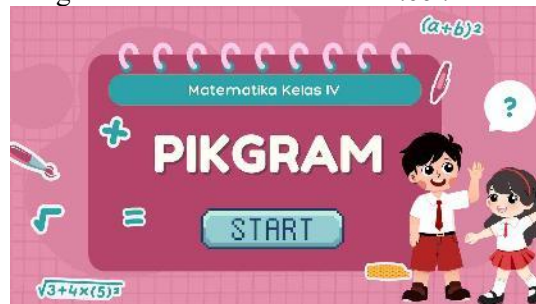 (a+b)2
Matematika Kelas IV
?
+
PIKGRAM
√ =
START
√3+4×(5)²